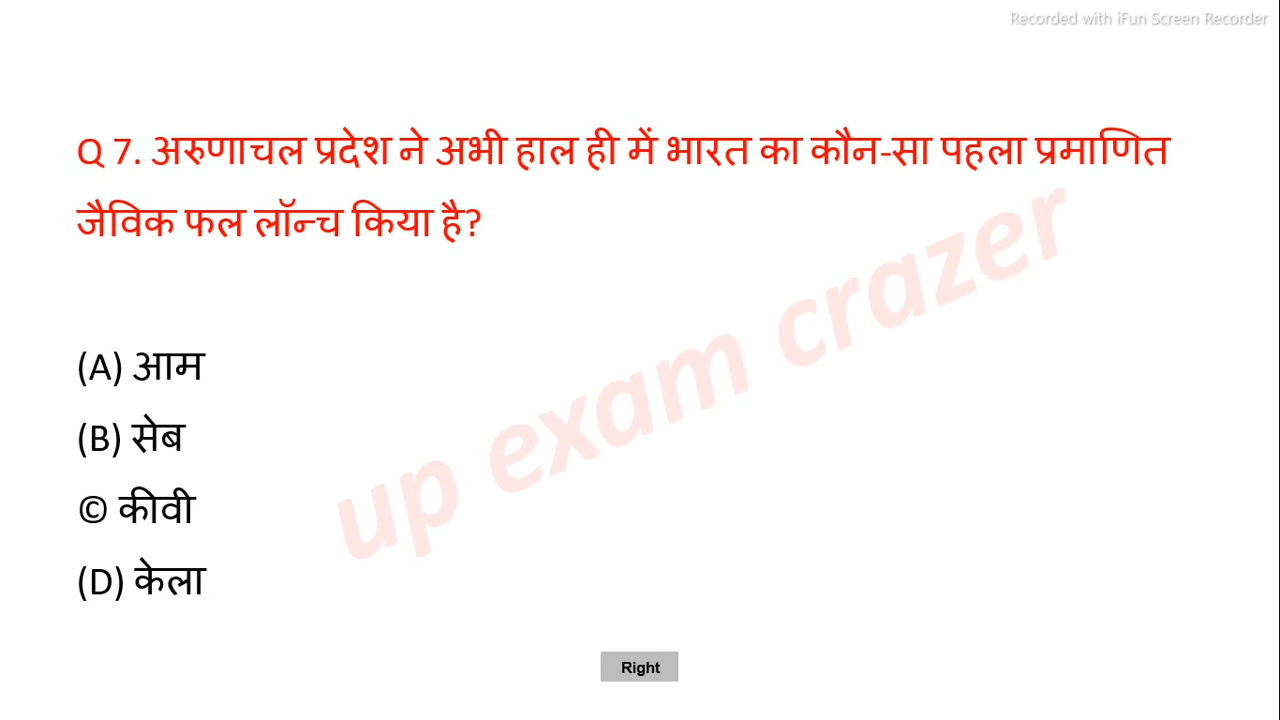 Recorded with iFun Screen Recorder
Q 7. अरुणाचल प्रदेश ने अभी हाल ही में भारत का कौन-सा पहला प्रमाणित
जैविक फल लॉन्च किया है?
(A) आम
(B) सेब
© कीवी
(D) केला
up exam crazer
Right